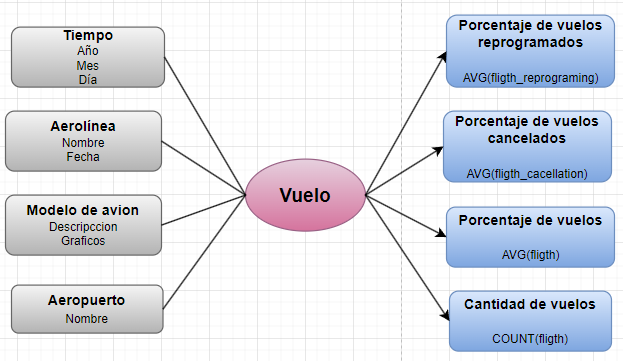 Tiempo
Año
Mes
Día
Aerolínea
Nombre
Fecha
Modelo de avion
Descripccion
Graficos
Aeropuerto
Nombre
Vuelo
Porcentaje de vuelos
reprogramados
AVG(fligth_reprograming)
Porcentaje de vuelos
cancelados
AVG(fligth_cacellation)
Porcentaje de vuelos
AVG(fligth)
Cantidad de vuelos
COUNT(fligth)